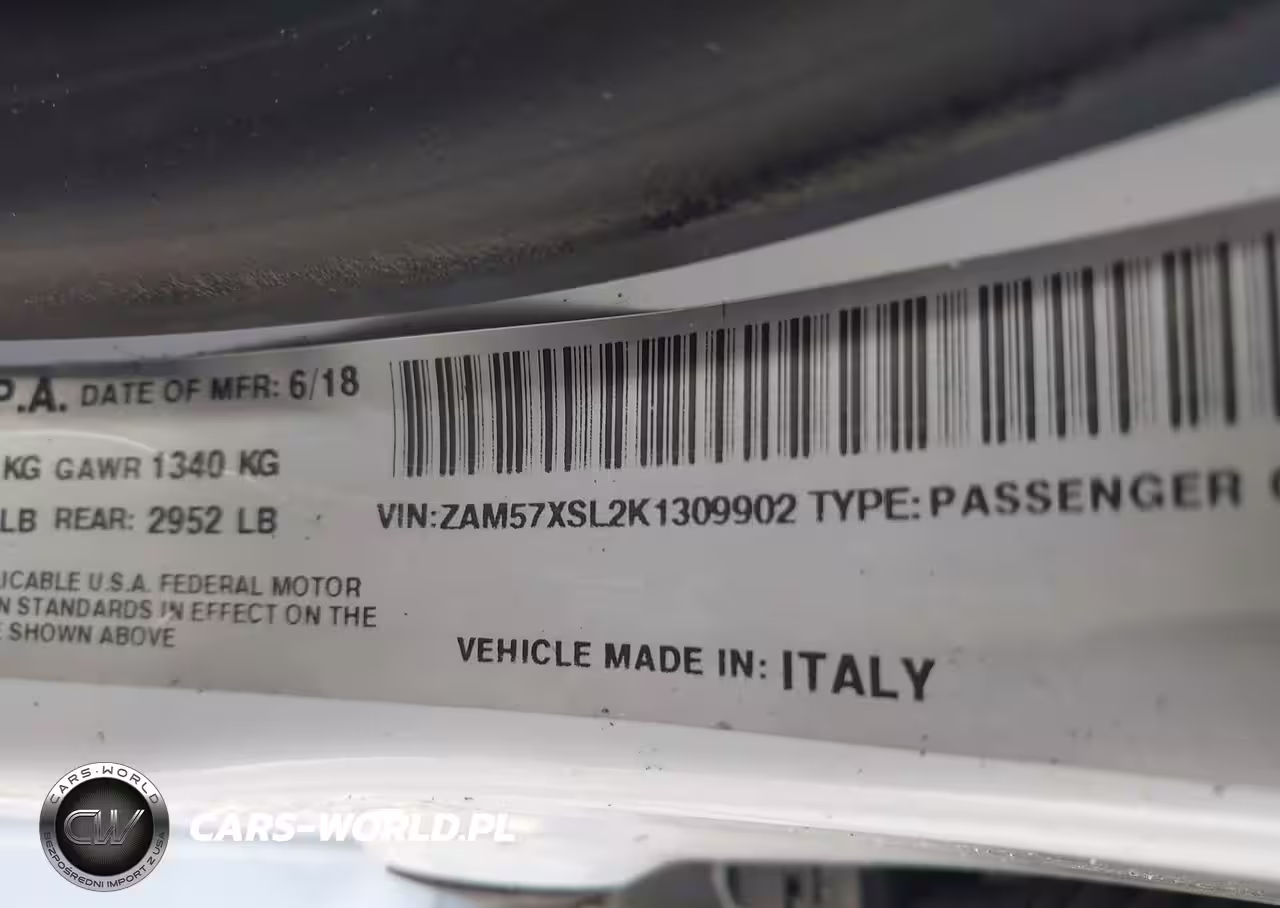 P.A. DATE OF MFR: 6/18
KG GAWR 1340 KG
LB REAR: 2952 LB
VIN:ZAM57XSL2K1309902 TYPE: PASSENGER
ICABLE U.S.A. FEDERAL MOTOR
N STANDARDS IN EFFECT ON THE
SHOWN ABOVE
VEHICLE MADE IN: ITALY
CARS-WORLD
CW
BEZPOŚREDNI IMPORT Z USA
CARS-WORLD.PL